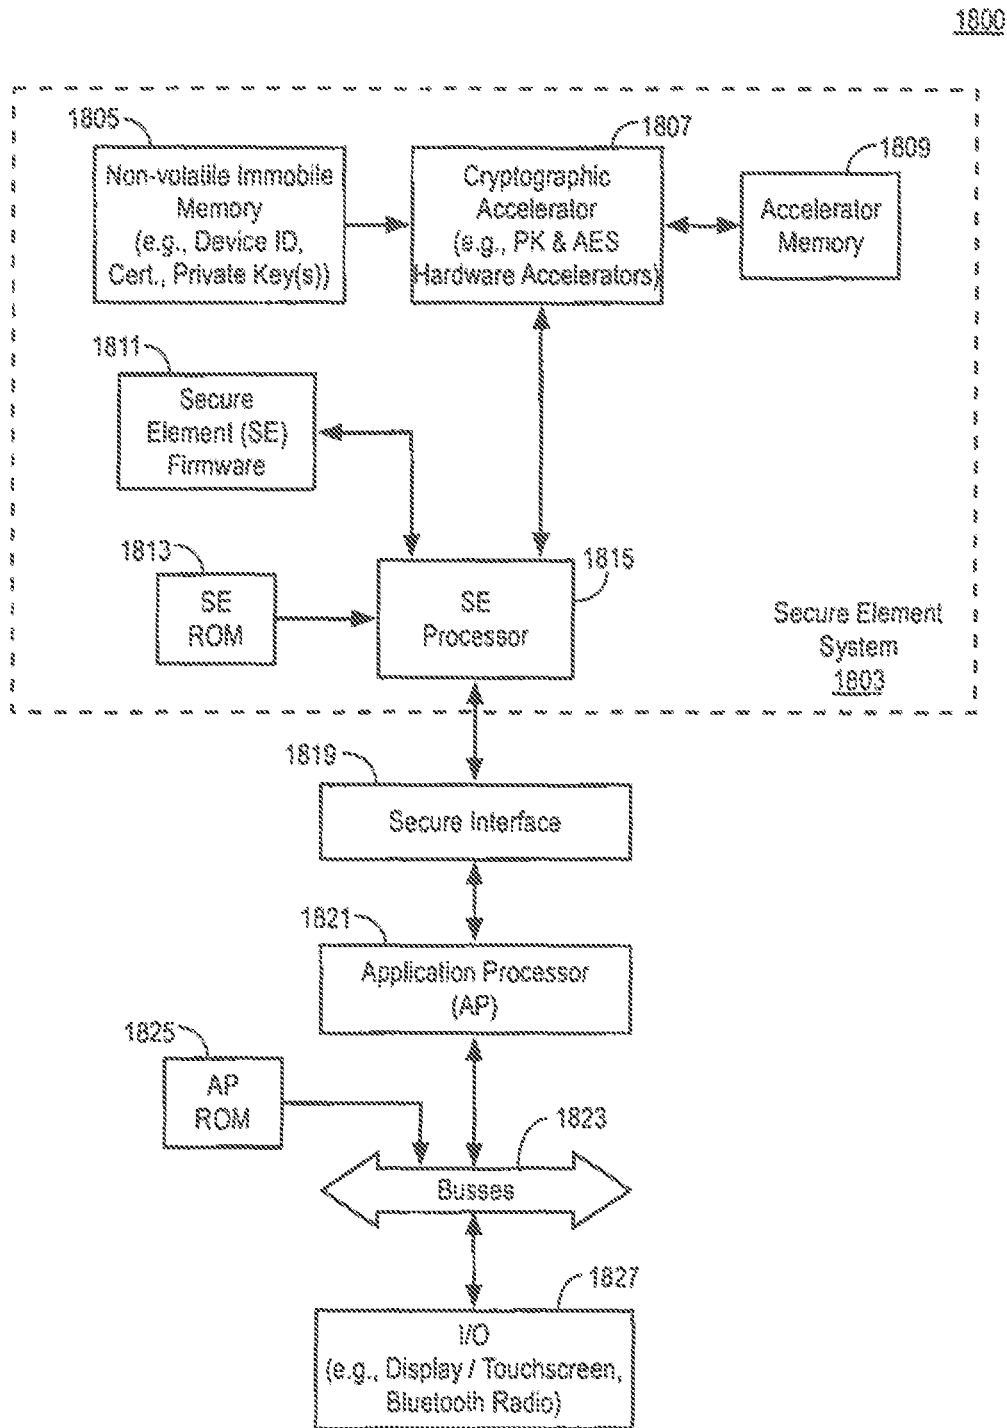 1800
1805
Non-volatile Immobile
Memory
(e.g., Device ID,
Cert., Private Key(s))
1807
Cryptographic
Accelerator
(e.g., PK & AES
Hardware Accelerators)
1809
Accelerator
Memory
1811
Secure
Element (SE)
Firmware
1813
SE
ROM
1815
SE
Processor
Secure Element
System
1803
1819
Secure Interface
1821
Application Processor
(AP)
1825
AP
ROM
1823
Busses
1827
I/O
(e.g., Display / Touchscreen,
Bluetooth Radio)